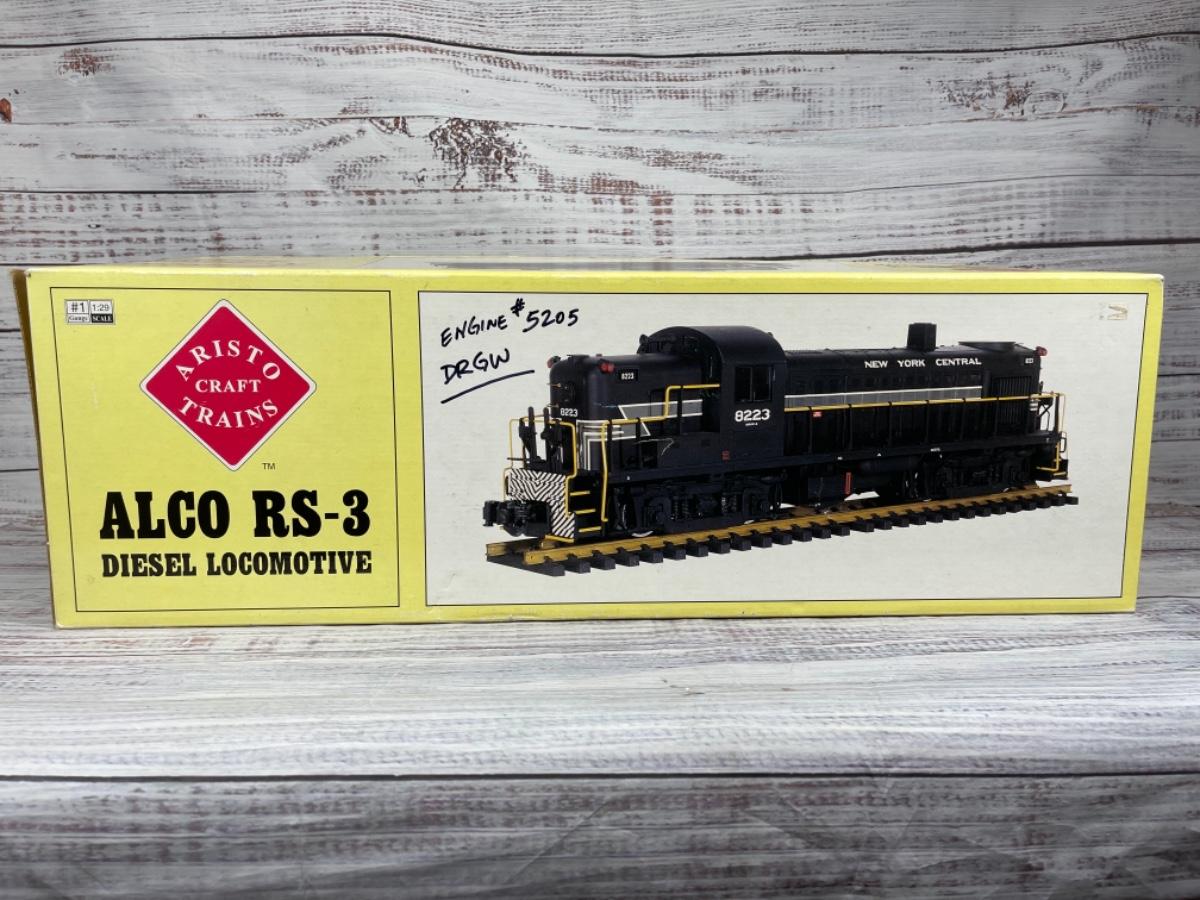 #1 1:29
Gauge SCALE
ARISTO
CRAFT
TRAINS
TM
ALCO RS-3
DIESEL LOCOMOTIVE
ENGINE # 5205
DRGW
8223
8223
8223
NEW YORK CENTRAL
8223